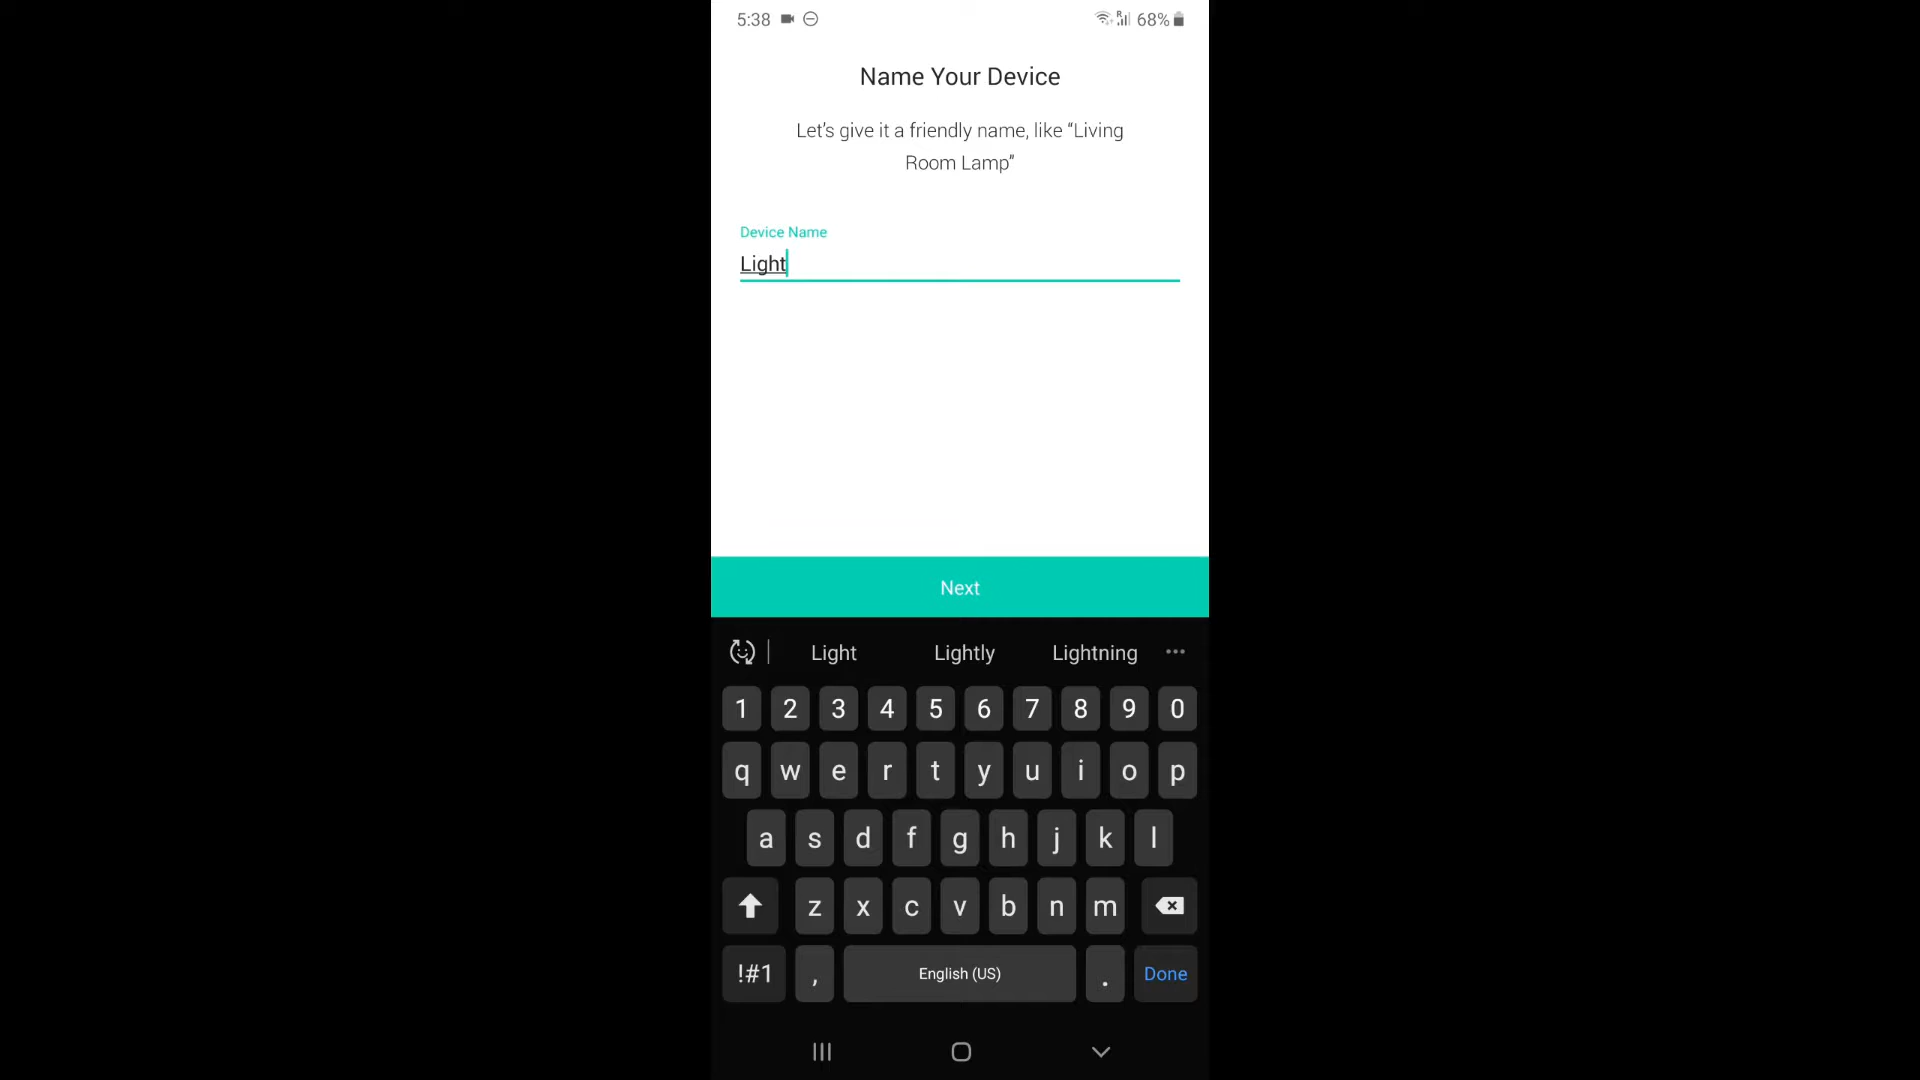 5:38
R 68%
Name Your Device
Let's give it a friendly name, like “Living
Room Lamp”
Device Name
Light
Next
Light Lightly Lightning
1 2 3 4 5 6 7 8 9 0
q w e r t y u i o p
a s d f g h j k l
z x c v b n m
!#1 , English (US) . Done